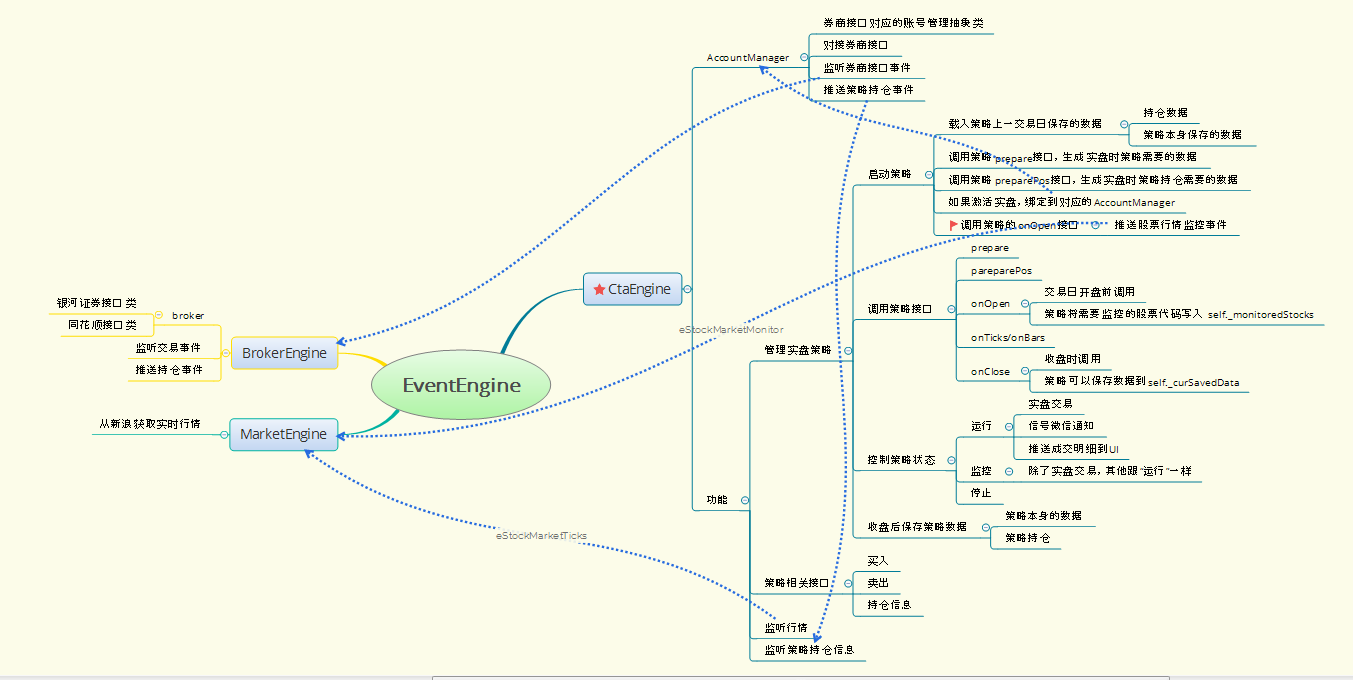 EventEngine
CtaEngine
AccountManager
券商接口对应的账号管理抽象类
对接券商接口
监听券商接口事件
推送策略持仓事件
功能
管理实盘策略
启动策略
载入策略上一交易日保存的数据
持仓数据
策略本身保存的数据
调用策略prepare接口，生成实盘时策略需要的数据
调用策略preparePos接口，生成实盘时策略持仓需要的数据
如果激活实盘，绑定到对应的AccountManager
调用策略的onOpen接口
推送股票行情监控事件
调用策略接口
prepare
pareparePos
onOpen
交易日开盘前调用
策略将需要监控的股票代码写入 self._monitoredStocks
onTicks/onBars
onClose
收盘时调用
策略可以保存数据到self._curSavedData
控制策略状态
运行
实盘交易
信号微信通知
推送成交明细到UI
监控
除了实盘交易，其他跟"运行"一样
停止
收盘后保存策略数据
策略本身的数据
策略持仓
策略相关接口
买入
卖出
持仓信息
监听行情
监听策略持仓信息
BrokerEngine
broker
银河证券接口类
同花顺接口类
监听交易事件
推送持仓事件
MarketEngine
从新浪获取实时行情
eStockMarketMonitor
eStockMarketTicks